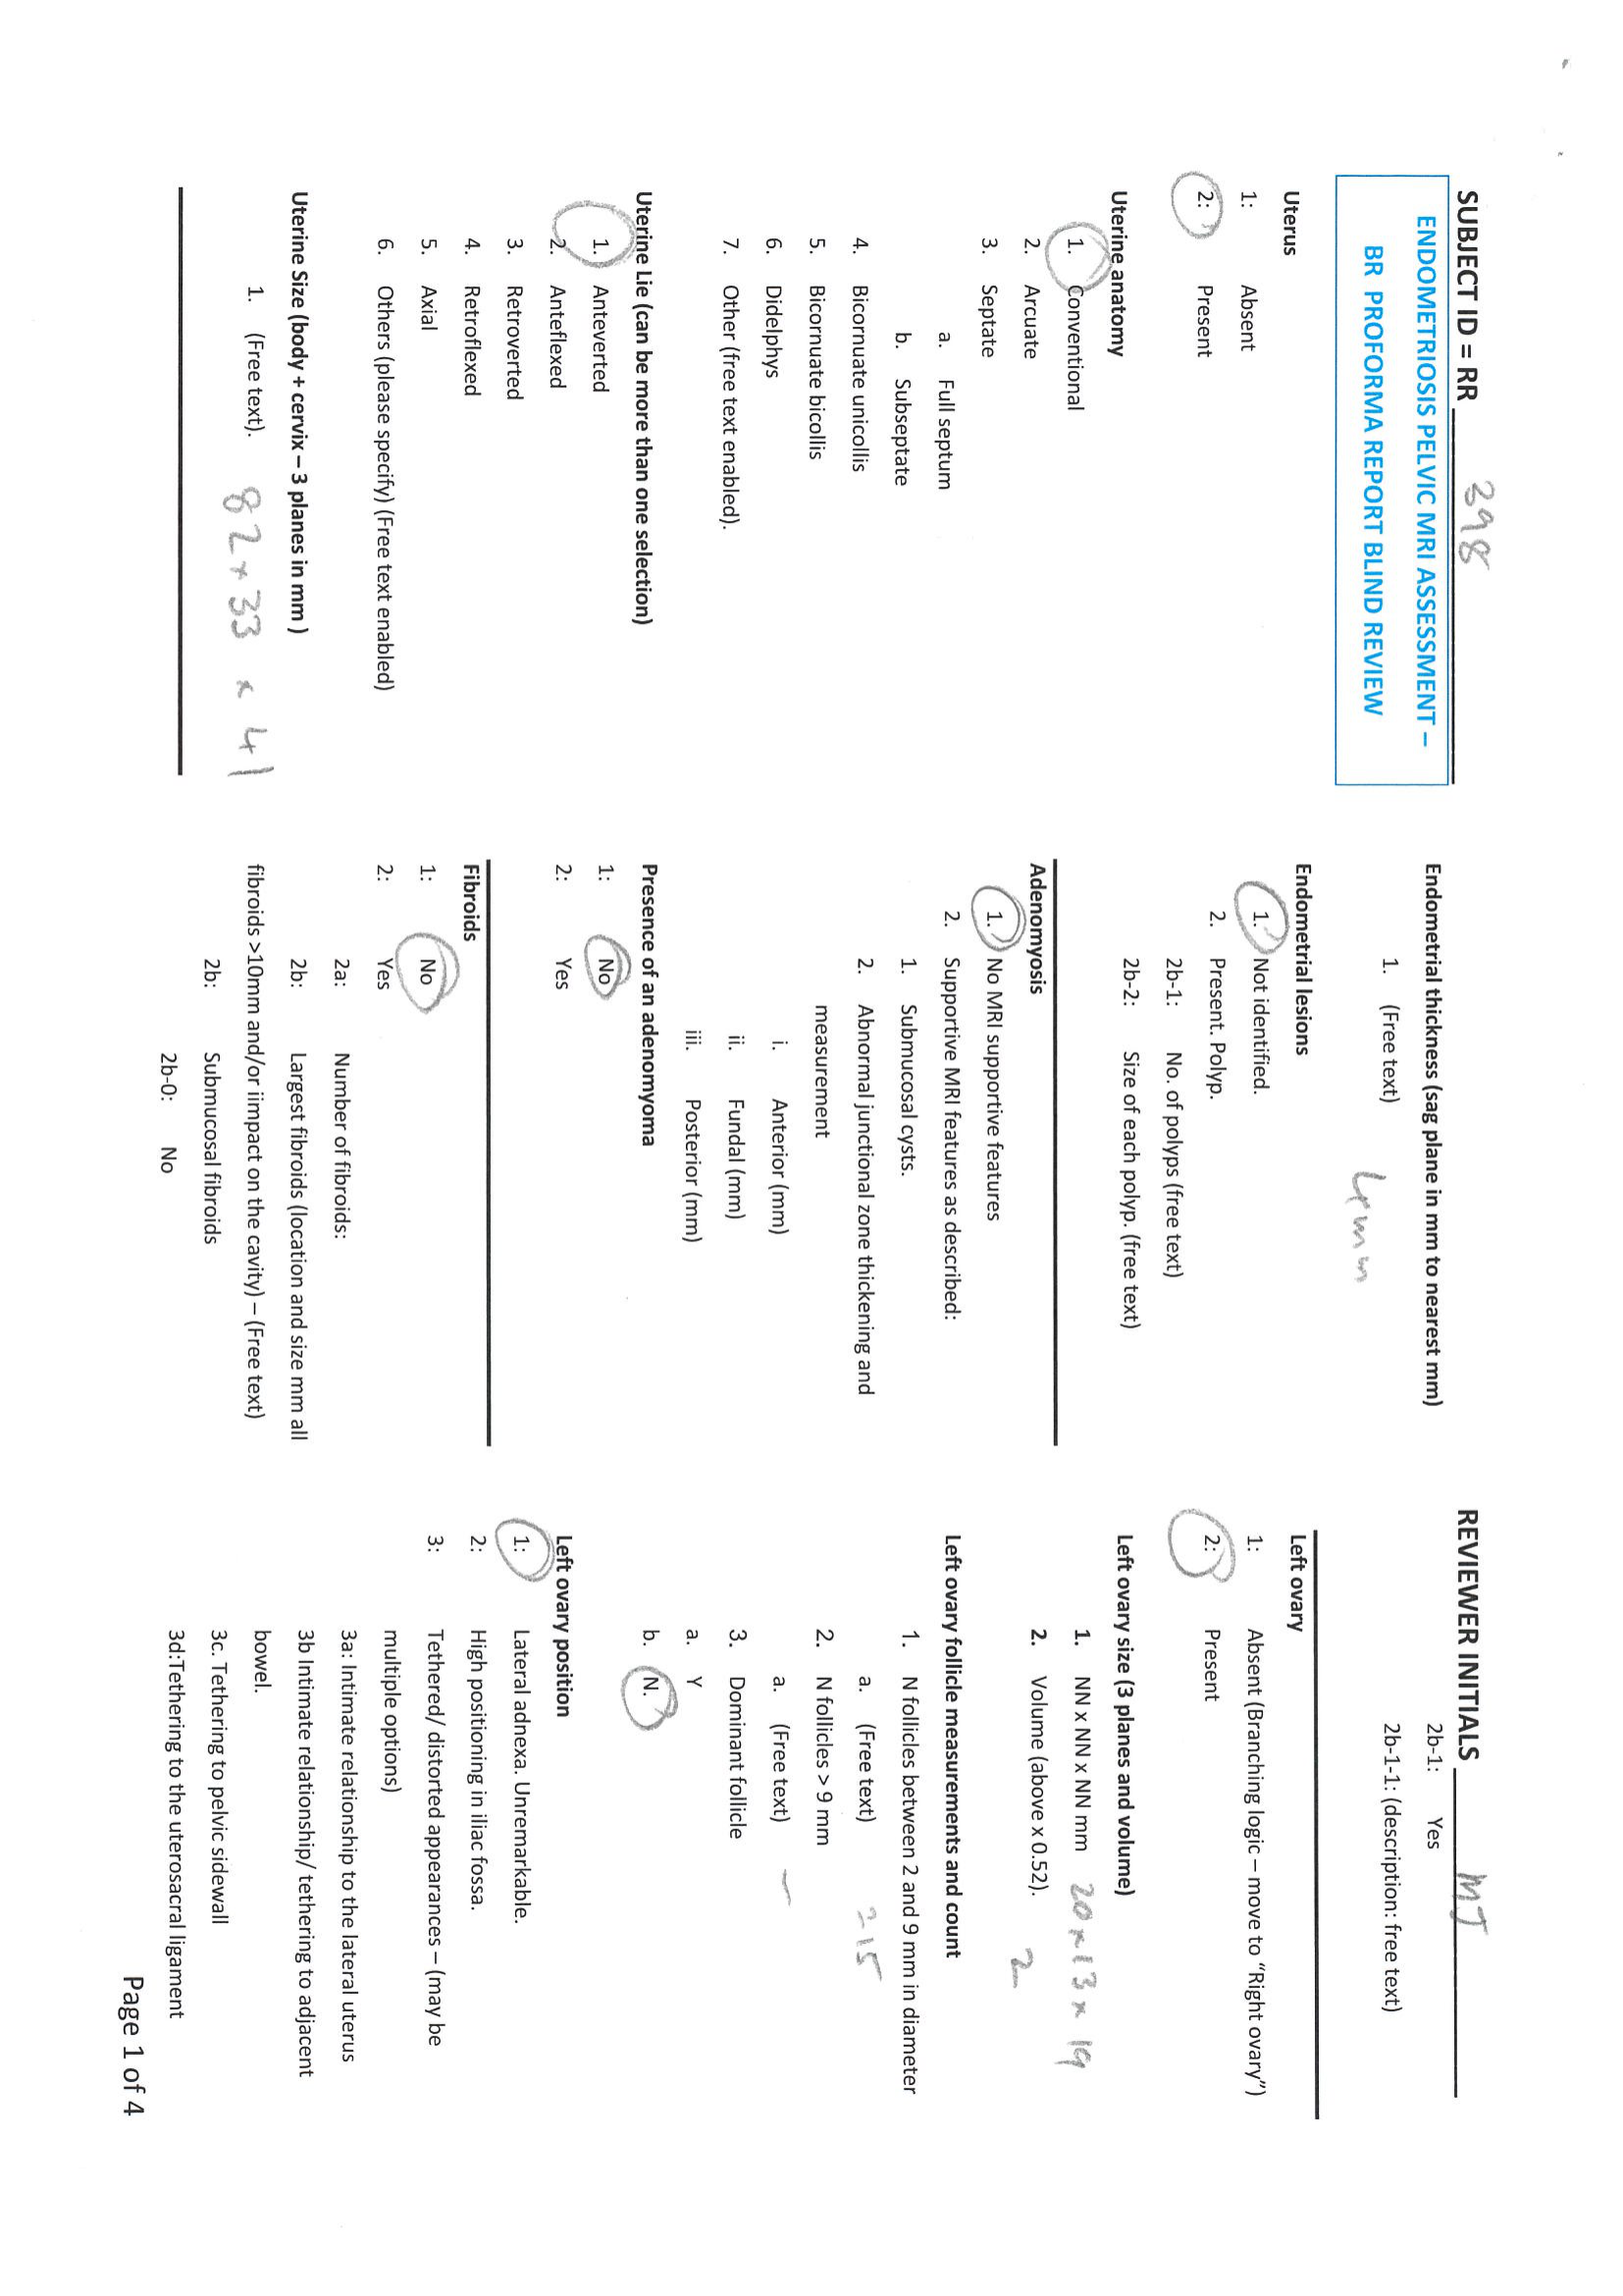 SUBJECT ID = RR 398
ENDOMETRIOSIS PELVIC MRI ASSESSMENT –
BR PROFORMA REPORT BLIND REVIEW
Uterus
1: Absent
2: Present
Uterine anatomy
1. Conventional
2. Arcuate
3. Septate
a. Full septum
b. Subseptate
4. Bicornuate unicollis
5. Bicornuate bicollis
6. Didelphys
7. Other (free text enabled).
Uterine Lie (can be more than one selection)
1. Anteverted
2. Anteflexed
3. Retroverted
4. Retroflexed
5. Axial
6. Others (please specify) (Free text enabled)
Uterine Size (body + cervix – 3 planes in mm )
1. (Free text). 82 x 33 x 41
Endometrial thickness (sag plane in mm to nearest mm)
1. (Free text) 4mm
Endometrial lesions
1. Not identified.
2. Present. Polyp.
2b-1: No. of polyps (free text)
2b-2: Size of each polyp. (free text)
Adenomyosis
1. No MRI supportive features
2. Supportive MRI features as described:
1. Submucosal cysts.
2. Abnormal junctional zone thickening and
measurement
i. Anterior (mm)
ii. Fundal (mm)
iii. Posterior (mm)
Presence of an adenomyoma
1: No
2: Yes
Fibroids
1: No
2: Yes
2a: Number of fibroids:
2b: Largest fibroids (location and size mm all
fibroids >10mm and/or iimpact on the cavity) – (Free text)
2b: Submucosal fibroids
2b-0: No
REVIEWER INITIALS MJ
2b-1: Yes
2b-1-1: (description: free text)
Left ovary
1: Absent (Branching logic – move to “Right ovary”)
2: Present
Left ovary size (3 planes and volume)
1. NN x NN x NN mm 20 x 13 x 19
2. Volume (above x 0.52). 2
Left ovary follicle measurements and count
1. N follicles between 2 and 9 mm in diameter
a. (Free text) 215
2. N follicles > 9 mm
a. (Free text) –
3. Dominant follicle
a. Y
b. N.
Left ovary position
1: Lateral adnexa. Unremarkable.
2: High positioning in iliac fossa.
3: Tethered/ distorted appearances – (may be
multiple options)
3a: Intimate relationship to the lateral uterus
3b Intimate relationship/ tethering to adjacent
bowel.
3c. Tethering to pelvic sidewall
3d:Tethering to the uterosacral ligament
Page 1 of 4